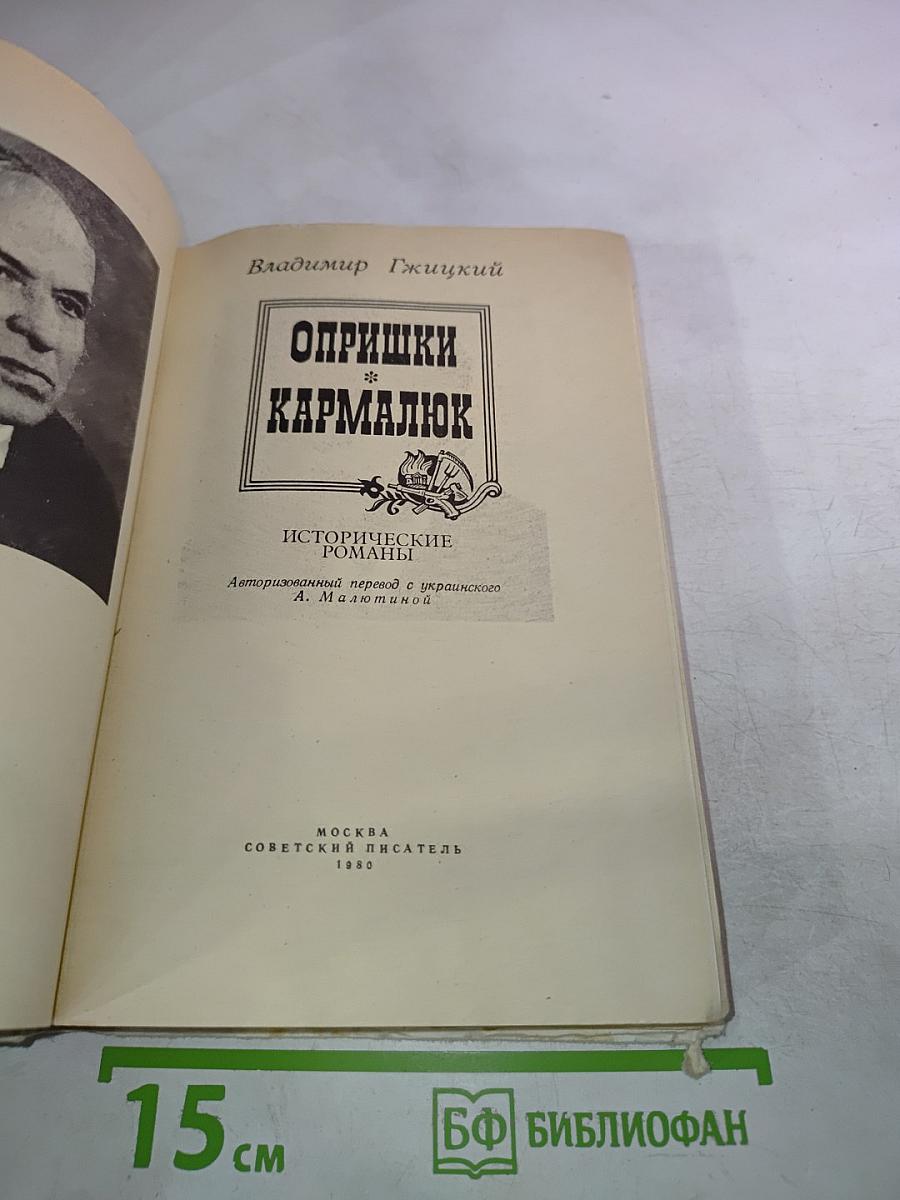 Владимир Гжицкий
ОПРИШКИ
*
КАРМАЛЮК
ИСТОРИЧЕСКИЕ
РОМАНЫ
Авторизованный перевод с украинского
А. Малютиной
МОСКВА
СОВЕТСКИЙ ПИСАТЕЛЬ
1980
15 см
БФ БИБЛИОФАН